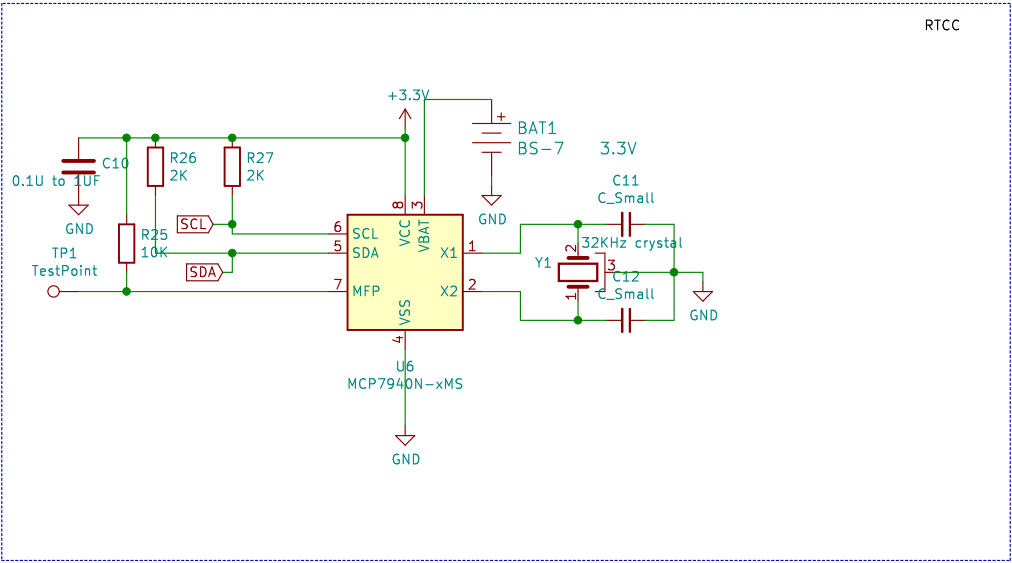 RTCC
+3.3V
BAT1
BS-7
3.3V
C10
0.1U to 1UF
GND
R26
2K
R27
2K
GND
C11
C_Small
SCL
SDA
R25
10K
TP1
TestPoint
8
3
VCC
VBAT
6
SCL
5
SDA
7
MFP
X1
1
X2
2
VSS
4
32KHz crystal
Y1
2
3
1
C12
C_Small
GND
U6
MCP7940N-xMS
GND